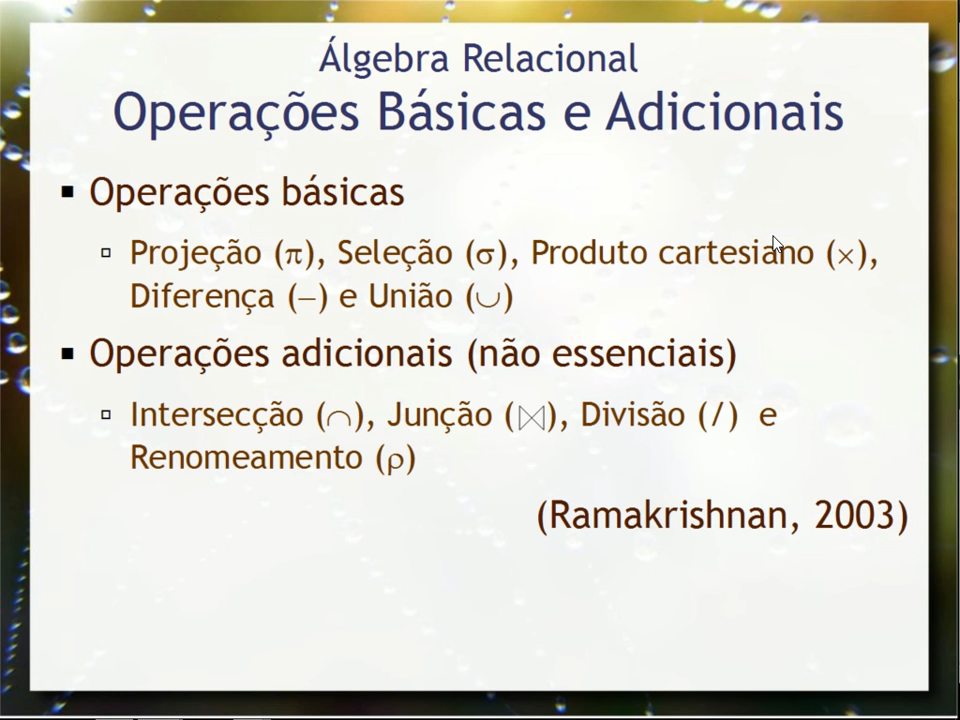 Álgebra Relacional
Operações Básicas e Adicionais
▪ Operações básicas
▫ Projeção (π), Seleção (σ), Produto cartesiano (×),
Diferença (−) e União (∪)
▪ Operações adicionais (não essenciais)
▫ Intersecção (∩), Junção (⋈), Divisão (/) e
Renomeamento (ρ)
(Ramakrishnan, 2003)